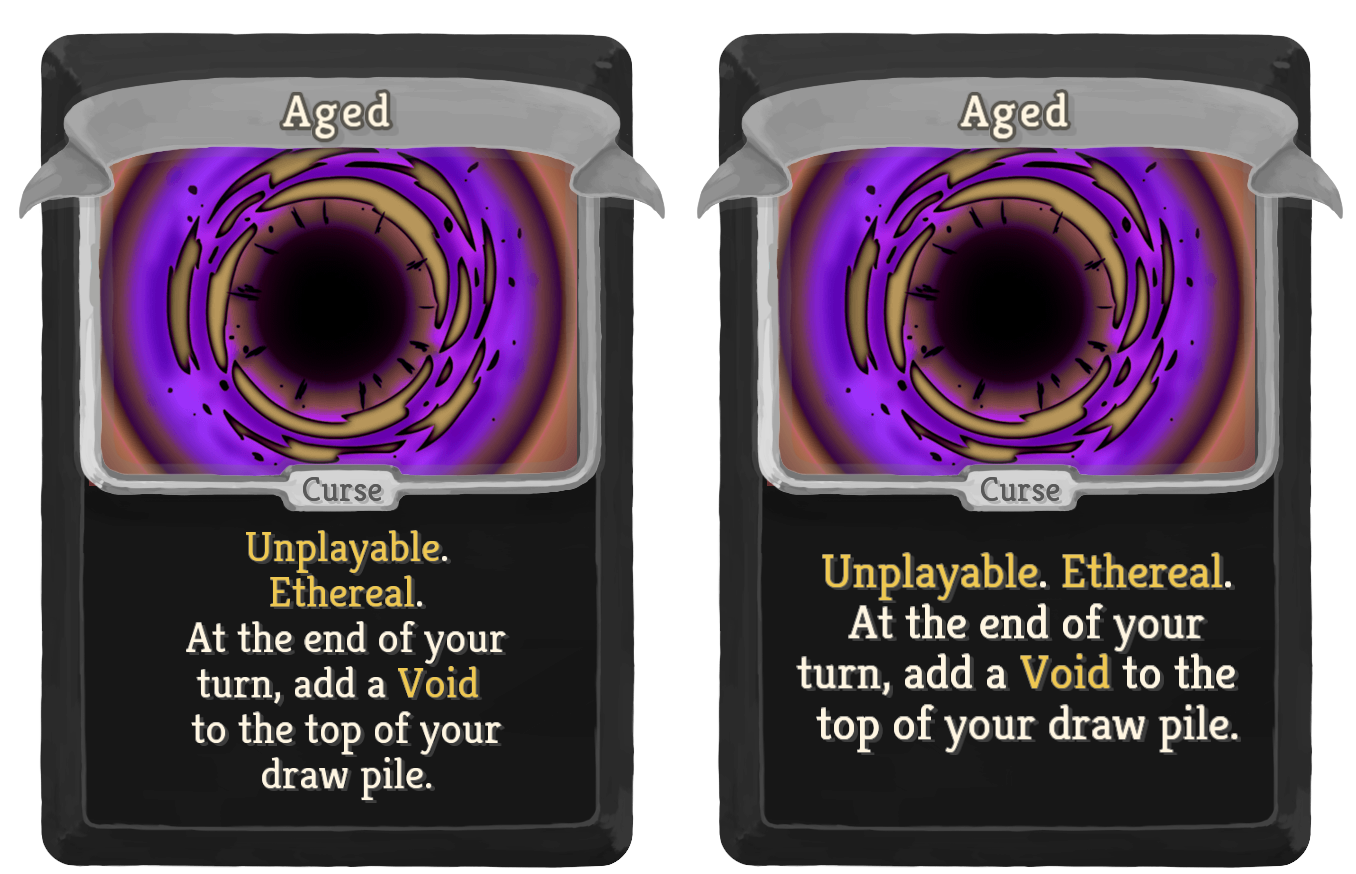 Aged
Curse
Unplayable.
Ethereal.
At the end of your
turn, add a Void
to the top of your
draw pile.
Aged
Curse
Unplayable. Ethereal.
At the end of your
turn, add a Void to the
top of your draw pile.